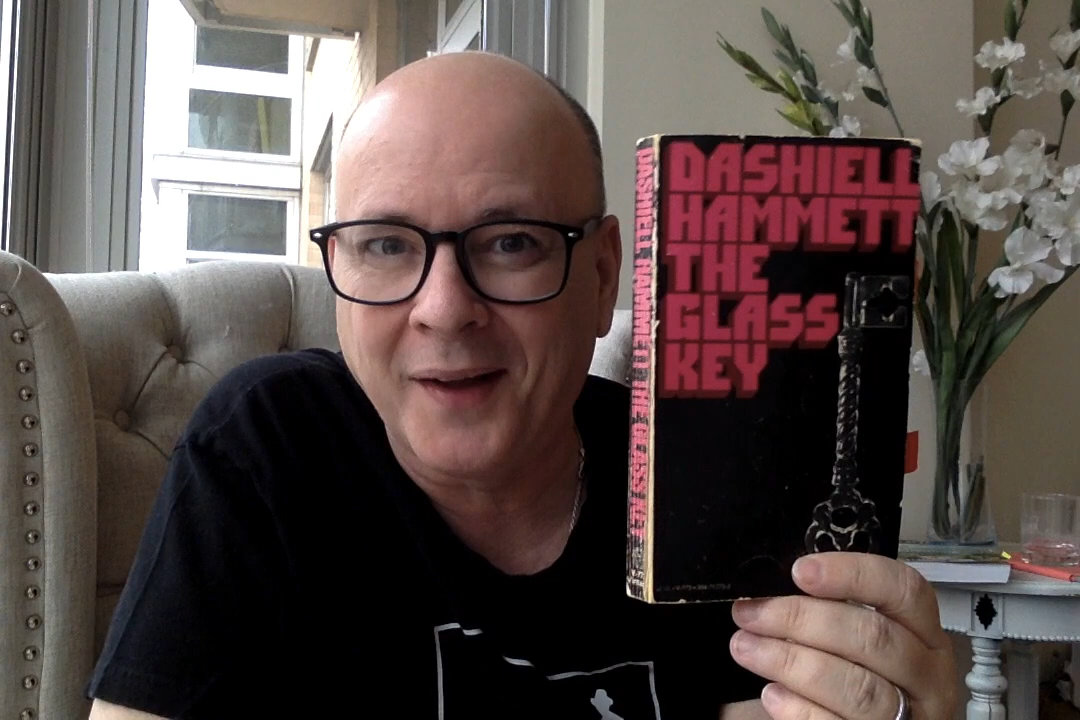 DASHIELL
HAMMETT
THE
GLASS
KEY
DASHIELL HAMMETT THE GLASS KEY